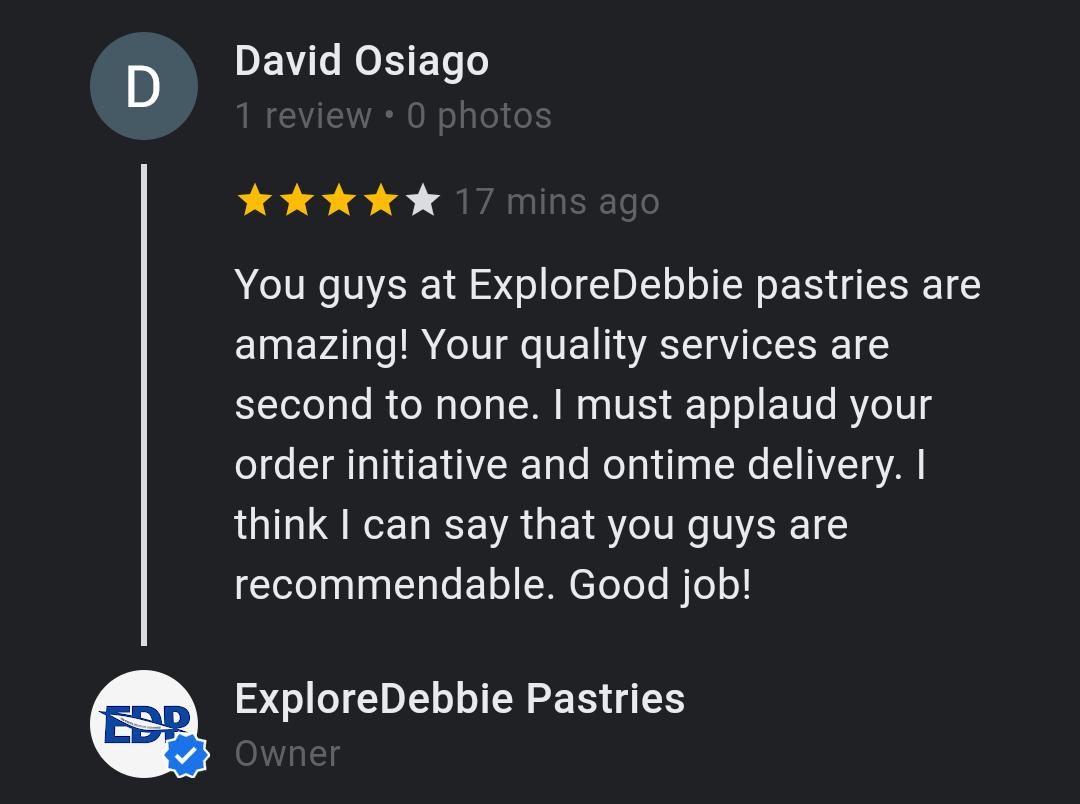 D
David Osiago
1 review • 0 photos
17 mins ago
You guys at ExploreDebbie pastries are
amazing! Your quality services are
second to none. I must applaud your
order initiative and ontime delivery. I
think I can say that you guys are
recommendable. Good job!
EDP
ExploreDebbie Pastries
Owner